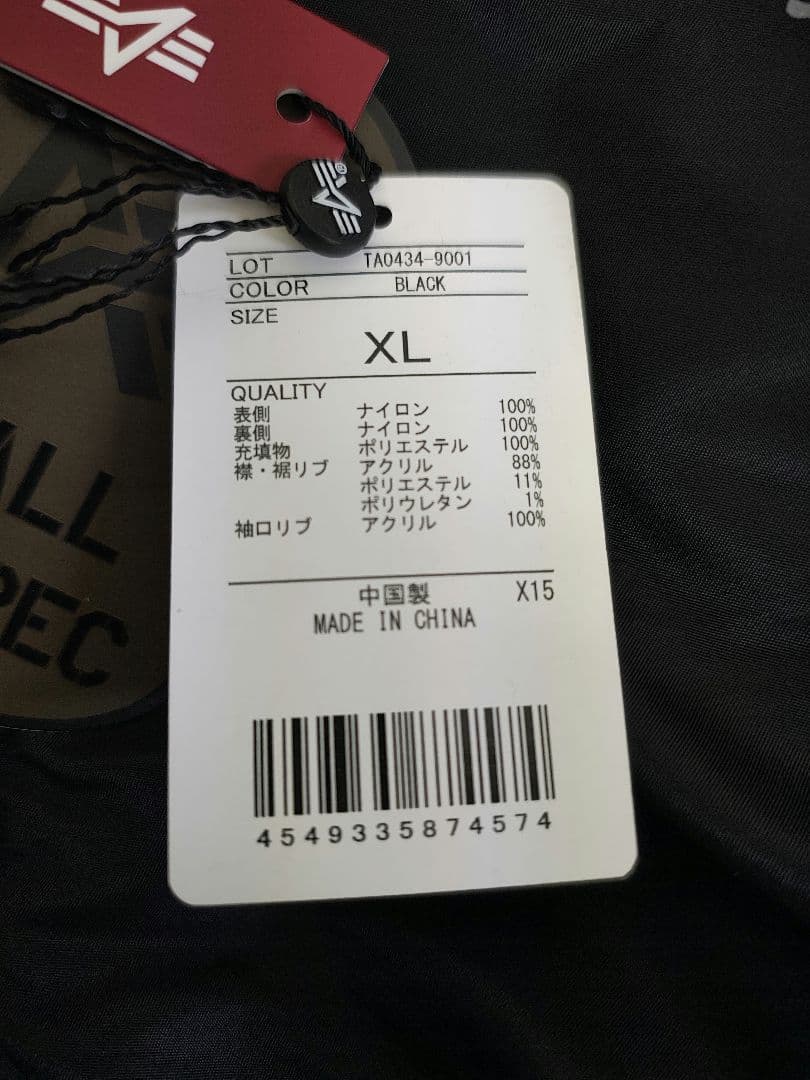 LOT TA0434-9001
COLOR BLACK
SIZE
XL
QUALITY
表側 ナイロン 100%
裏側 ナイロン 100%
充填物 ポリエステル 100%
襟・裾リブ アクリル 88%
ポリエステル 11%
ポリウレタン 1%
袖口リブ アクリル 100%
中国製 X15
MADE IN CHINA
4549335874574